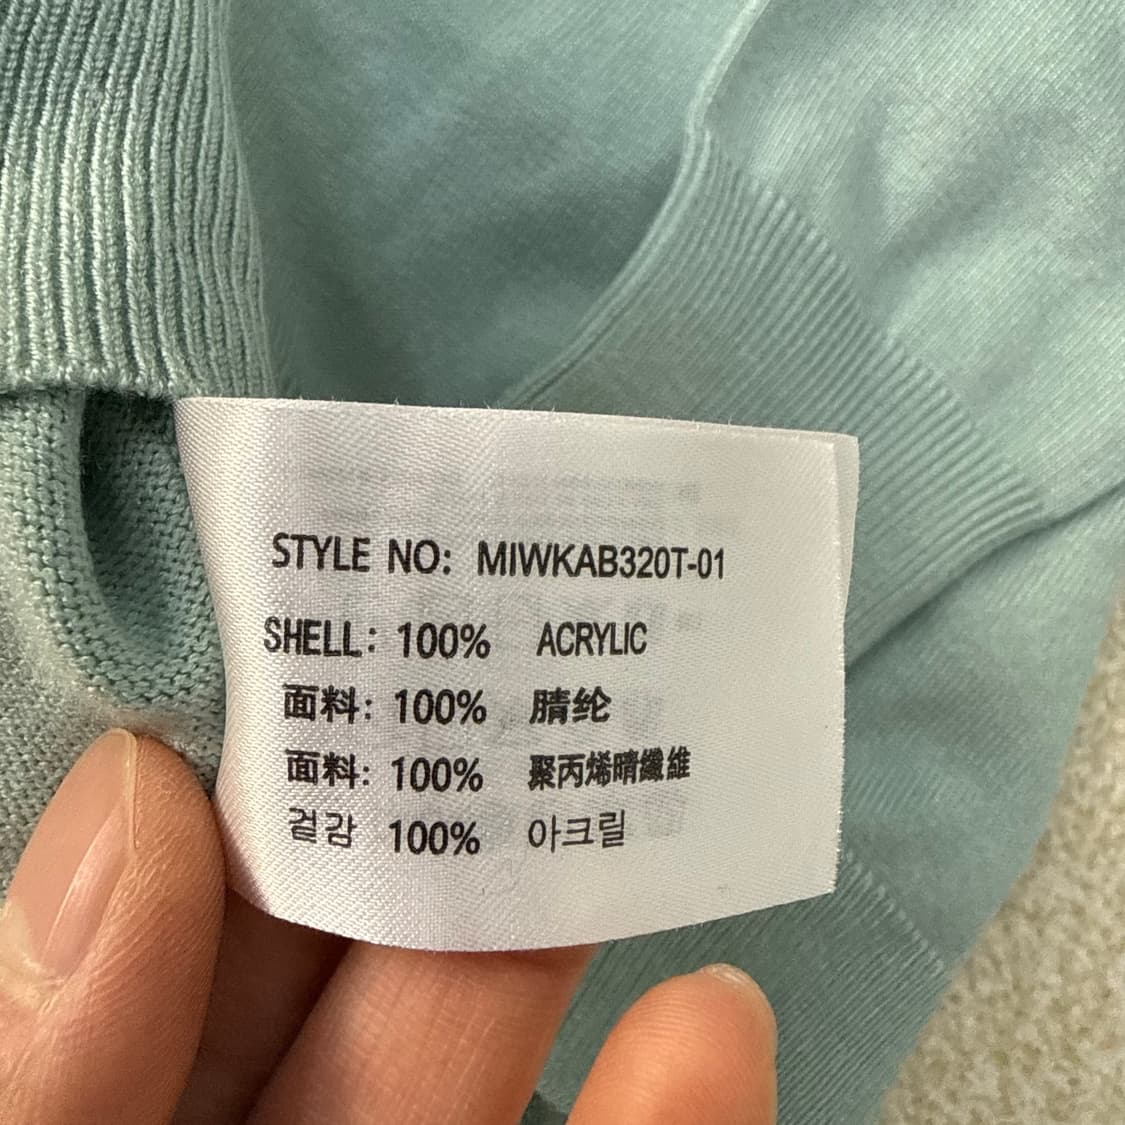 STYLE NO: MIWKAB320T-01
SHELL: 100% ACRYLIC
面料: 100% 腈纶
面料: 100% 聚丙烯晴纖維
겉감 100% 아크릴